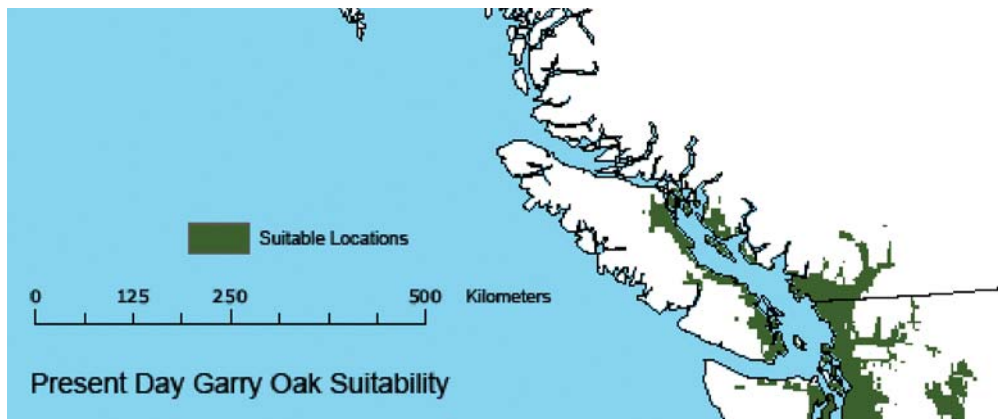 Suitable Locations
0 125 250 500 Kilometers
Present Day Garry Oak Suitability